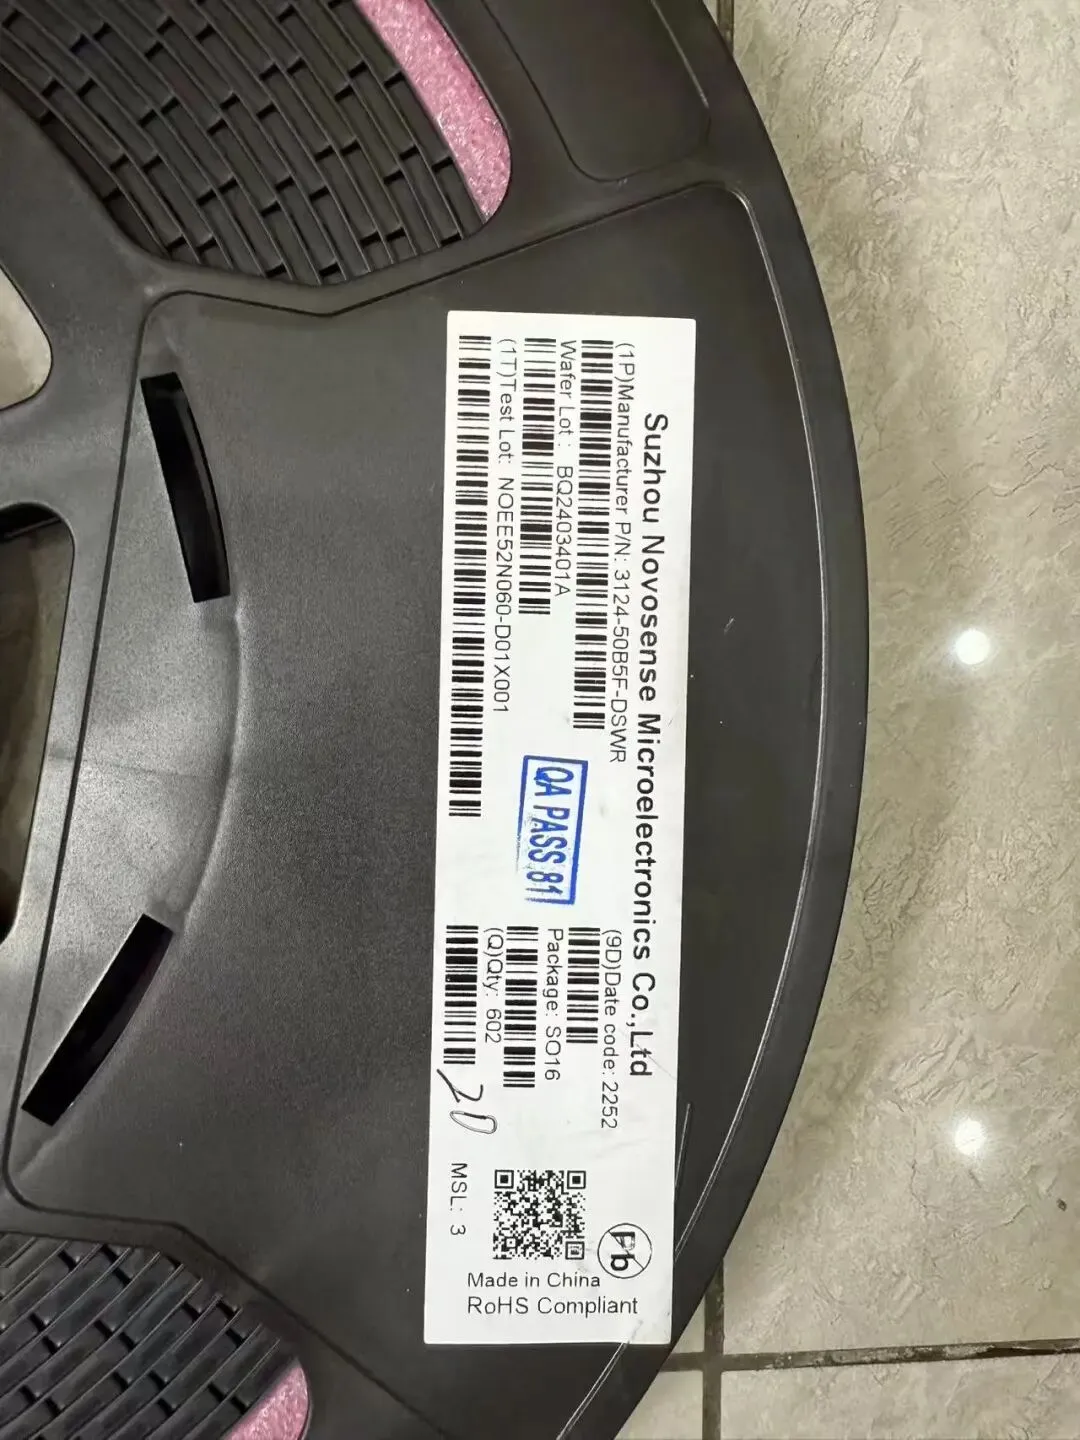 Suzhou Novosense Microelectronics Co.,Ltd
(1P)Manufacturer P/N: 3124-50B5F-DSWR
(9D)Date code: 2252
Wafer Lot : BQ2403401A
Package: SO16
(1T)Test Lot: NOEE52N060-D01X001
(Q)Qty: 602
QA PASS 81
20
MSL: 3
Pb
Made in China
RoHS Compliant